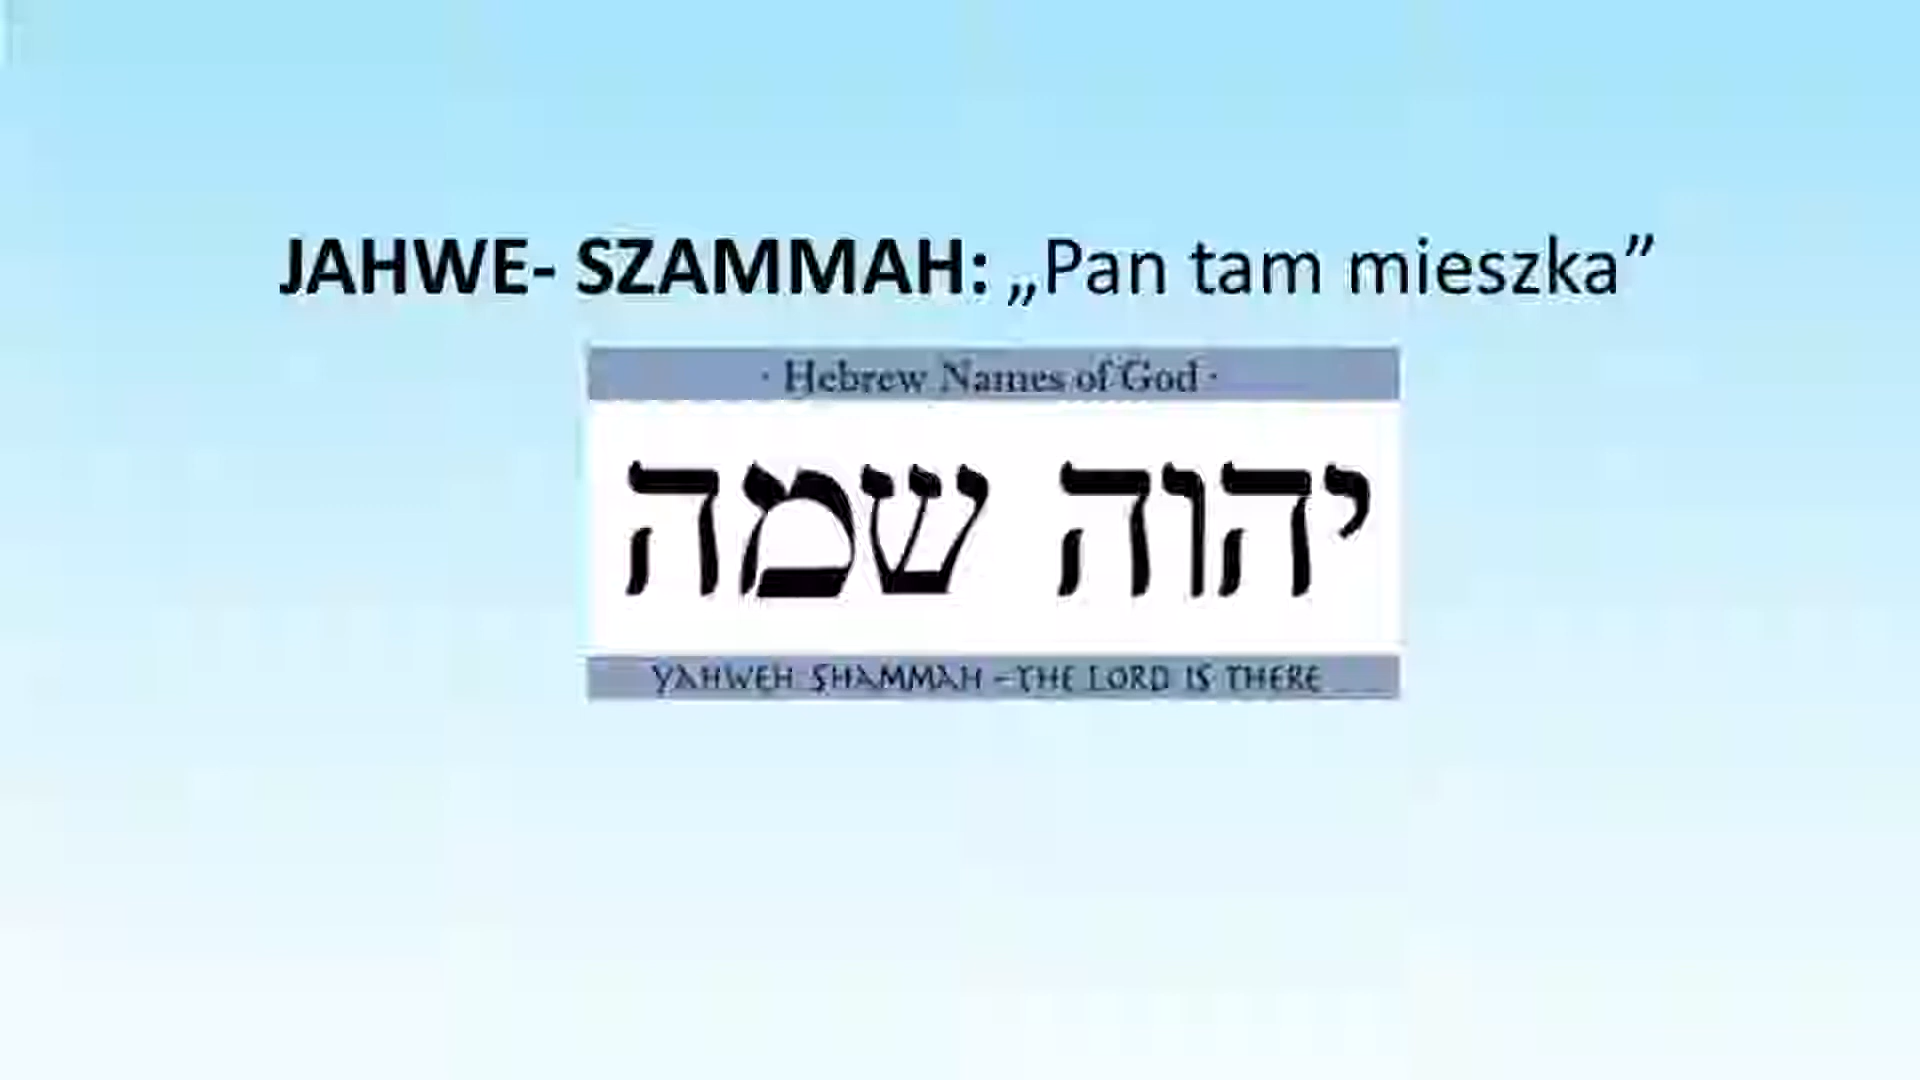 JAHWE- SZAMMAH: „Pan tam mieszka”
· Hebrew Names of God ·
יהוה שמה
YAHWEH SHAMMAH - THE LORD IS THERE